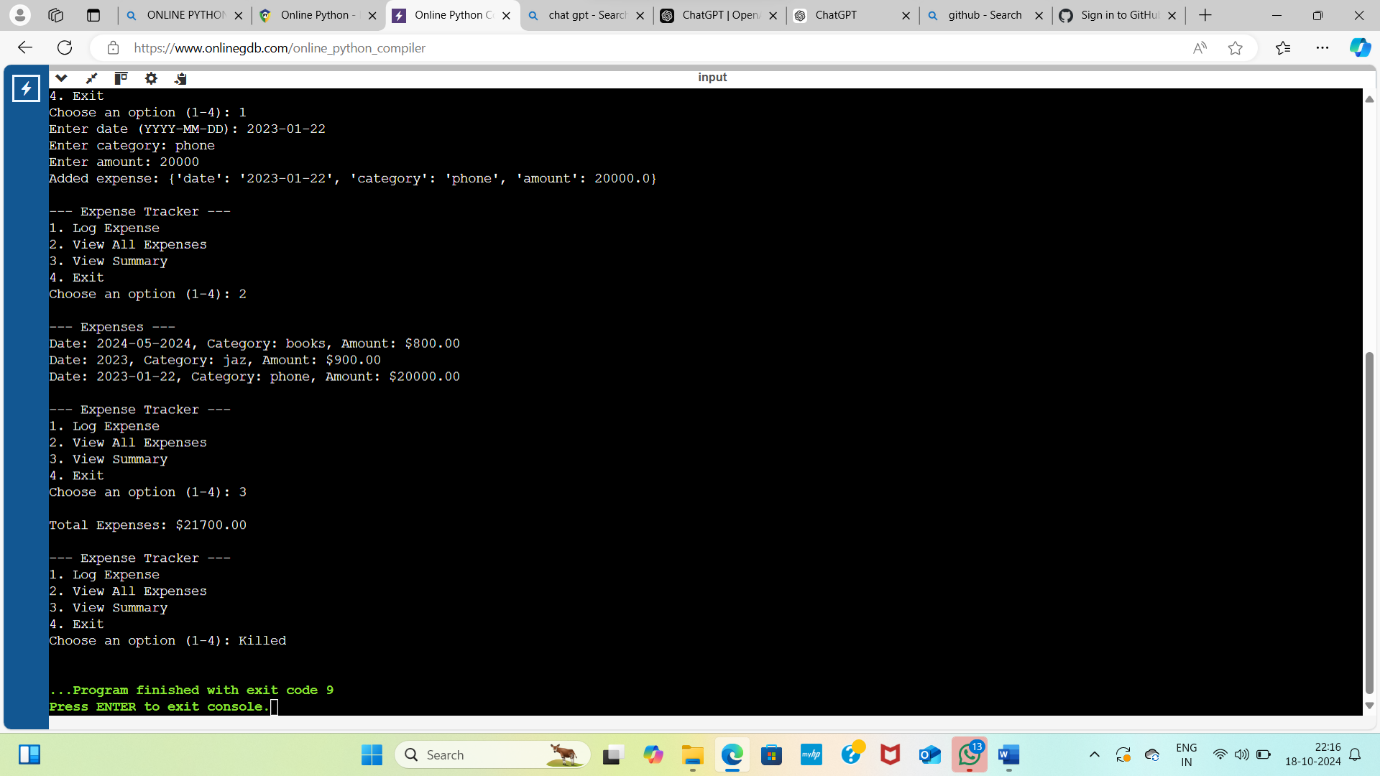 ONLINE PYTHON
Online Python -
Online Python C
chat gpt - Search
ChatGPT | Open
ChatGPT
github - Search
Sign in to GitHu
https://www.onlinegdb.com/online_python_compiler
input
4. Exit
Choose an option (1-4): 1
Enter date (YYYY-MM-DD): 2023-01-22
Enter category: phone
Enter amount: 20000
Added expense: {'date': '2023-01-22', 'category': 'phone', 'amount': 20000.0}
--- Expense Tracker ---
1. Log Expense
2. View All Expenses
3. View Summary
4. Exit
Choose an option (1-4): 2
--- Expenses ---
Date: 2024-05-2024, Category: books, Amount: $800.00
Date: 2023, Category: jaz, Amount: $900.00
Date: 2023-01-22, Category: phone, Amount: $20000.00
--- Expense Tracker ---
1. Log Expense
2. View All Expenses
3. View Summary
4. Exit
Choose an option (1-4): 3
Total Expenses: $21700.00
--- Expense Tracker ---
1. Log Expense
2. View All Expenses
3. View Summary
4. Exit
Choose an option (1-4): Killed
...Program finished with exit code 9
Press ENTER to exit console.
Search
myhp
13
ENG
IN
22:16
18-10-2024